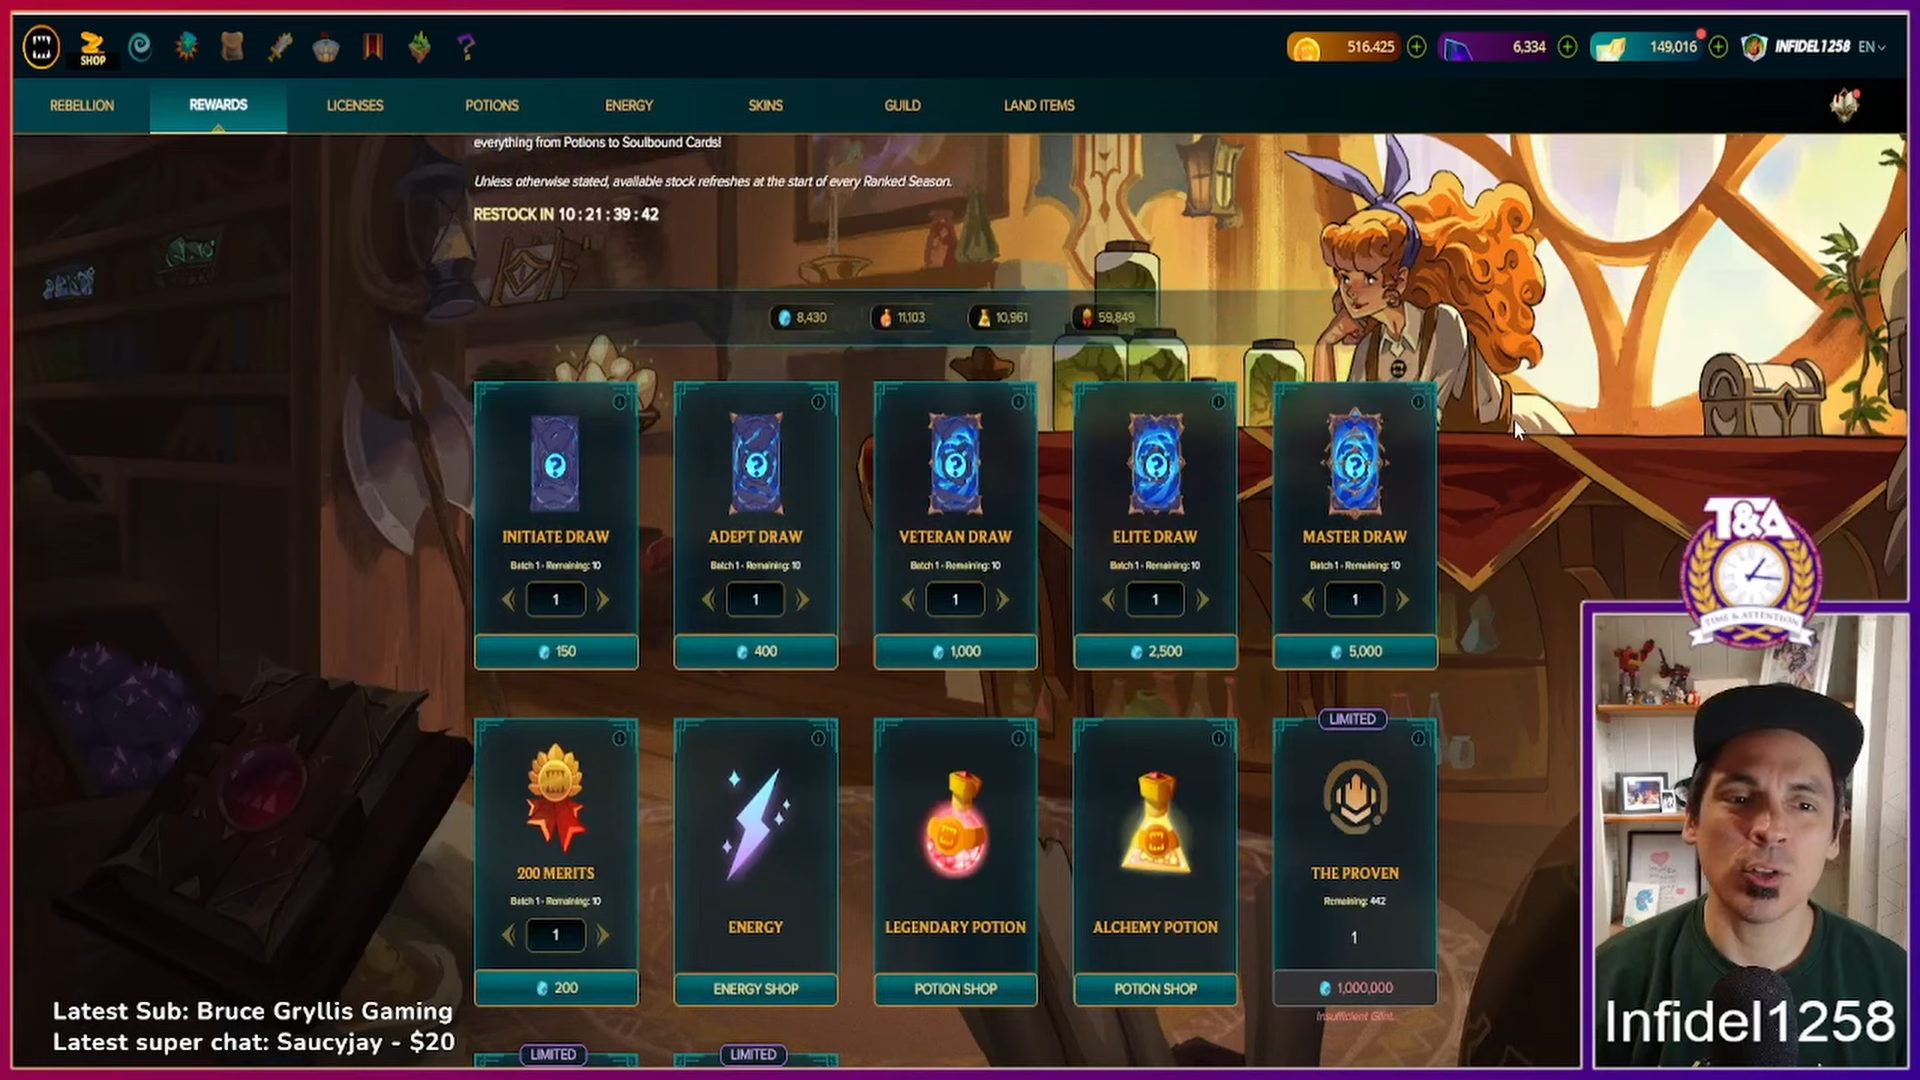 SHOP
516.425
6,334
149,016
INFIDEL1258
EN
REBELLION
REWARDS
LICENSES
POTIONS
ENERGY
SKINS
GUILD
LAND ITEMS
everything from Potions to Soulbound Cards!
Unless otherwise stated, available stock refreshes at the start of every Ranked Season.
RESTOCK IN 10 : 21 : 39 : 42
8,430
11,103
10,961
59,849
INITIATE DRAW
Batch 1 - Remaining: 10
1
150
ADEPT DRAW
Batch 1 - Remaining: 10
1
400
VETERAN DRAW
Batch 1 - Remaining: 10
1
1,000
ELITE DRAW
Batch 1 - Remaining: 10
1
2,500
MASTER DRAW
Batch 1 - Remaining: 10
1
5,000
200 MERITS
Batch 1 - Remaining: 10
1
200
ENERGY
ENERGY SHOP
LEGENDARY POTION
POTION SHOP
ALCHEMY POTION
POTION SHOP
LIMITED
THE PROVEN
Remaining: 442
1
1,000,000
Insufficient Glint.
LIMITED
LIMITED
T&A
TIME & ATTENTION
Latest Sub: Bruce Gryllis Gaming
Latest super chat: Saucyjay - $20
Infidel1258